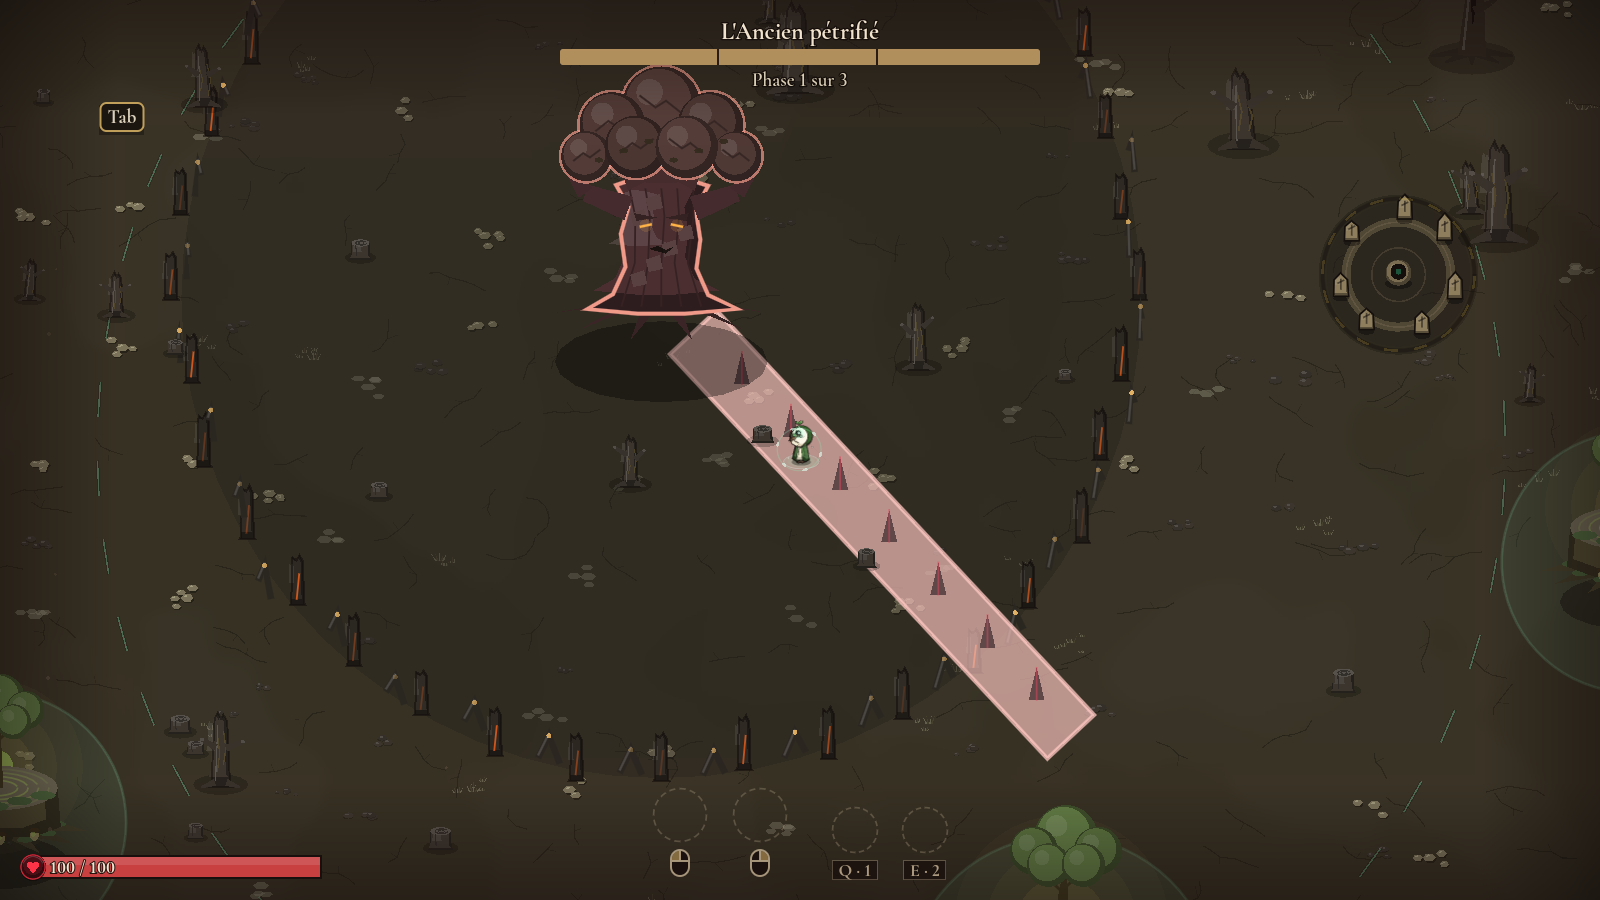 L'Ancien pétrifié
Phase 1 sur 3
Tab
100 / 100
Q · 1
E · 2